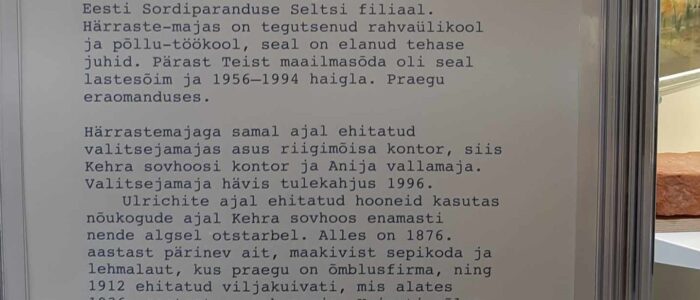 Eesti Sordiparanduse Seltsi filiaal.
Härraste-majas on tegutsenud rahvaülikool
ja põllu-töökool, seal on elanud tehase
juhid. Pärast Teist maailmasõda oli seal
lastesõim ja 1956–1994 haigla. Praegu
eraomanduses.
Härrastemajaga samal ajal ehitatud
valitsejamajas asus riigimõisa kontor, siis
Kehra sovhoosi kontor ja Anija vallamaja.
Valitsejamaja hävis tulekahjus 1996.
Ulrichite ajal ehitatud hooneid kasutas
nõukogude ajal Kehra sovhoos enamasti
nende algsel otstarbel. Alles on 1876.
aastast pärinev ait, maakivist sepikoda ja
lehmalaut, kus praegu on õmblusfirma, ning
1912 ehitatud viljakuivati, mis alates